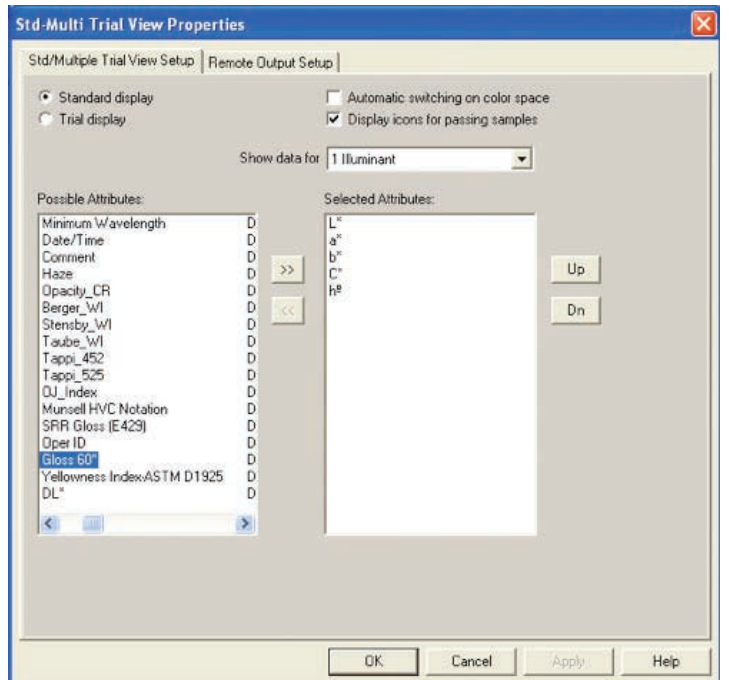 Std-Multi Trial View Properties
Std/Multiple Trial View Setup Remote Output Setup
Standard display
Trial display
Automatic switching on color space
Display icons for passing samples
Show data for 1 Illuminant
Possible Attributes:
Minimum Wavelength D
Date/Time D
Comment D
Haze D
Opacity_CR D
Berger_WI D
Stensby_WI D
Taube_WI D
Tappi_452 D
Tappi_525 D
OJ_Index D
Munsell HVC Notation D
SRR Gloss (E429) D
Oper ID D
Gloss 60° D
Yellowness Index-ASTM D1925 D
DL* D
>>
<<
Selected Attributes:
L*
a*
b*
C*
hº
Up
Dn
OK Cancel Apply Help